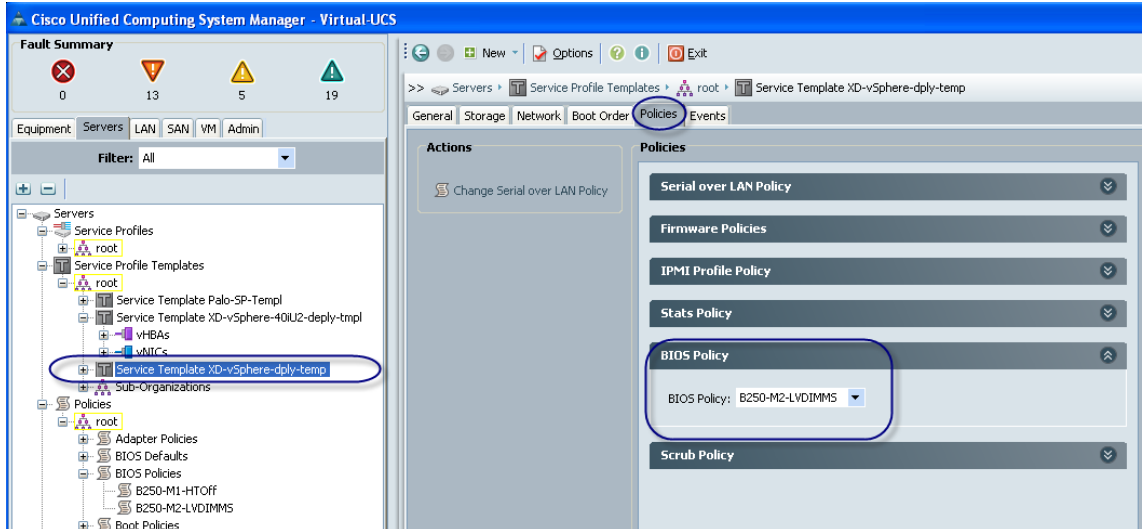 Cisco Unified Computing System Manager - Virtual-UCS
Fault Summary
0 13 5 19
Equipment Servers LAN SAN VM Admin
Filter: All
Servers
Service Profiles
root
Service Profile Templates
root
Service Template Palo-SP-Templ
Service Template XD-vSphere-40iU2-deply-tmpl
vHBAs
vNICs
Service Template XD-vSphere-dply-temp
Sub-Organizations
Policies
root
Adapter Policies
BIOS Defaults
BIOS Policies
B250-M1-HTOff
B250-M2-LVDIMMS
Boot Policies
New Options Exit
>> Servers Service Profile Templates root Service Template XD-vSphere-dply-temp
General Storage Network Boot Order Policies Events
Actions
Change Serial over LAN Policy
Policies
Serial over LAN Policy
Firmware Policies
IPMI Profile Policy
Stats Policy
BIOS Policy
BIOS Policy: B250-M2-LVDIMMS
Scrub Policy